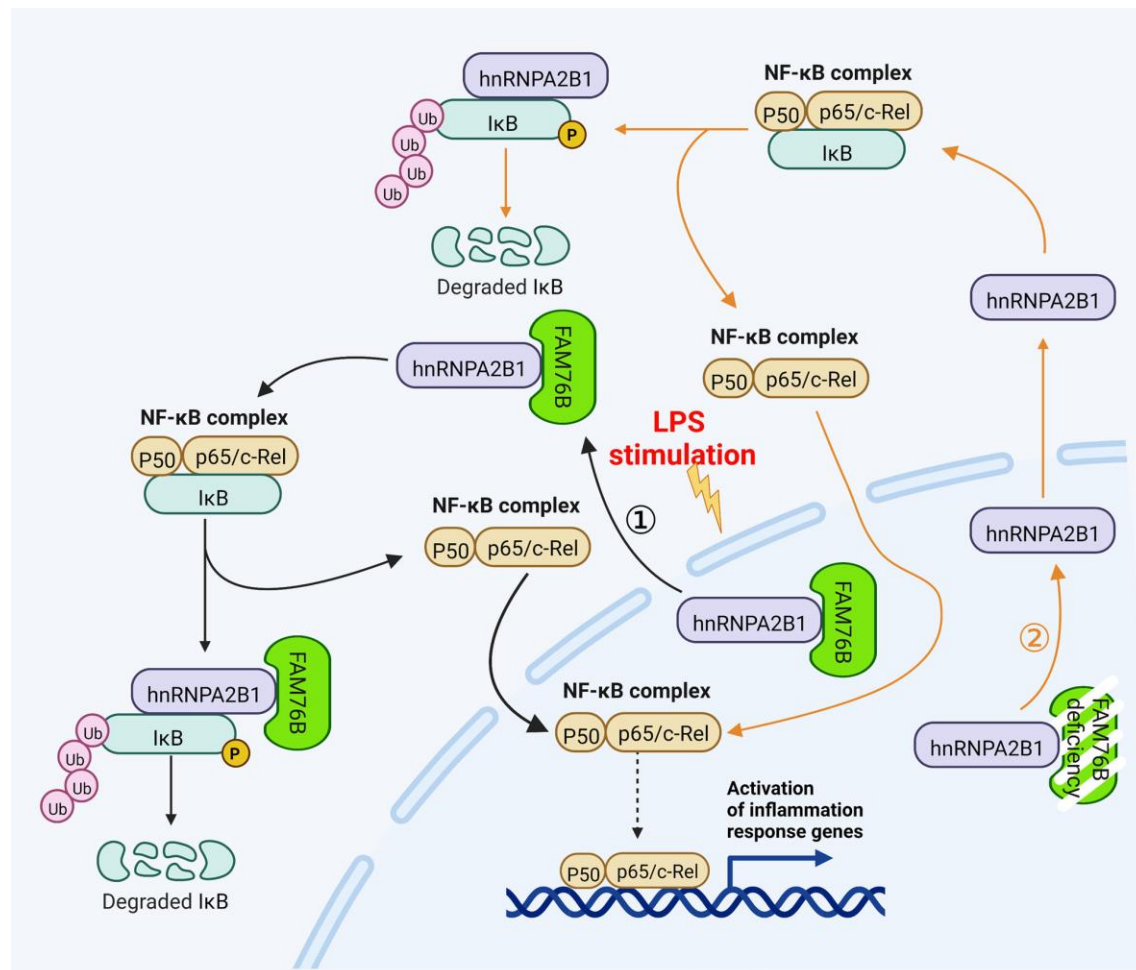 hnRNPA2B1
Ub
IκB
P
Ub
Ub
Ub
Degraded IκB
NF-κB complex
P50
p65/c-Rel
IκB
hnRNPA2B1
hnRNPA2B1
FAM76B
NF-κB complex
P50
p65/c-Rel
NF-κB complex
P50
p65/c-Rel
IκB
LPS
stimulation
NF-κB complex
P50
p65/c-Rel
①
hnRNPA2B1
hnRNPA2B1
FAM76B
②
hnRNPA2B1
FAM76B
deficiency
hnRNPA2B1
FAM76B
Ub
IκB
P
Ub
Ub
Ub
Degraded IκB
NF-κB complex
P50
p65/c-Rel
Activation
of inflammation
response genes
P50
p65/c-Rel